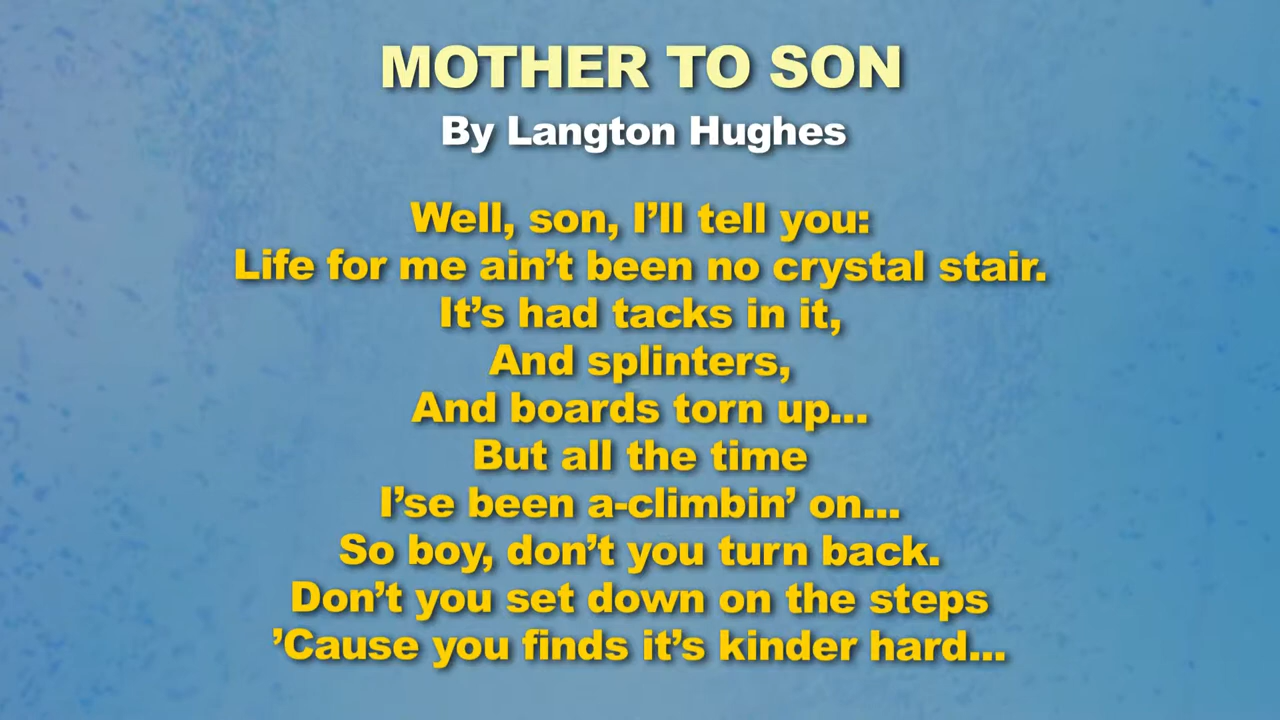 MOTHER TO SON
By Langton Hughes
Well, son, I’ll tell you:
Life for me ain’t been no crystal stair.
It’s had tacks in it,
And splinters,
And boards torn up...
But all the time
I’se been a-climbin’ on...
So boy, don’t you turn back.
Don’t you set down on the steps
’Cause you finds it’s kinder hard...